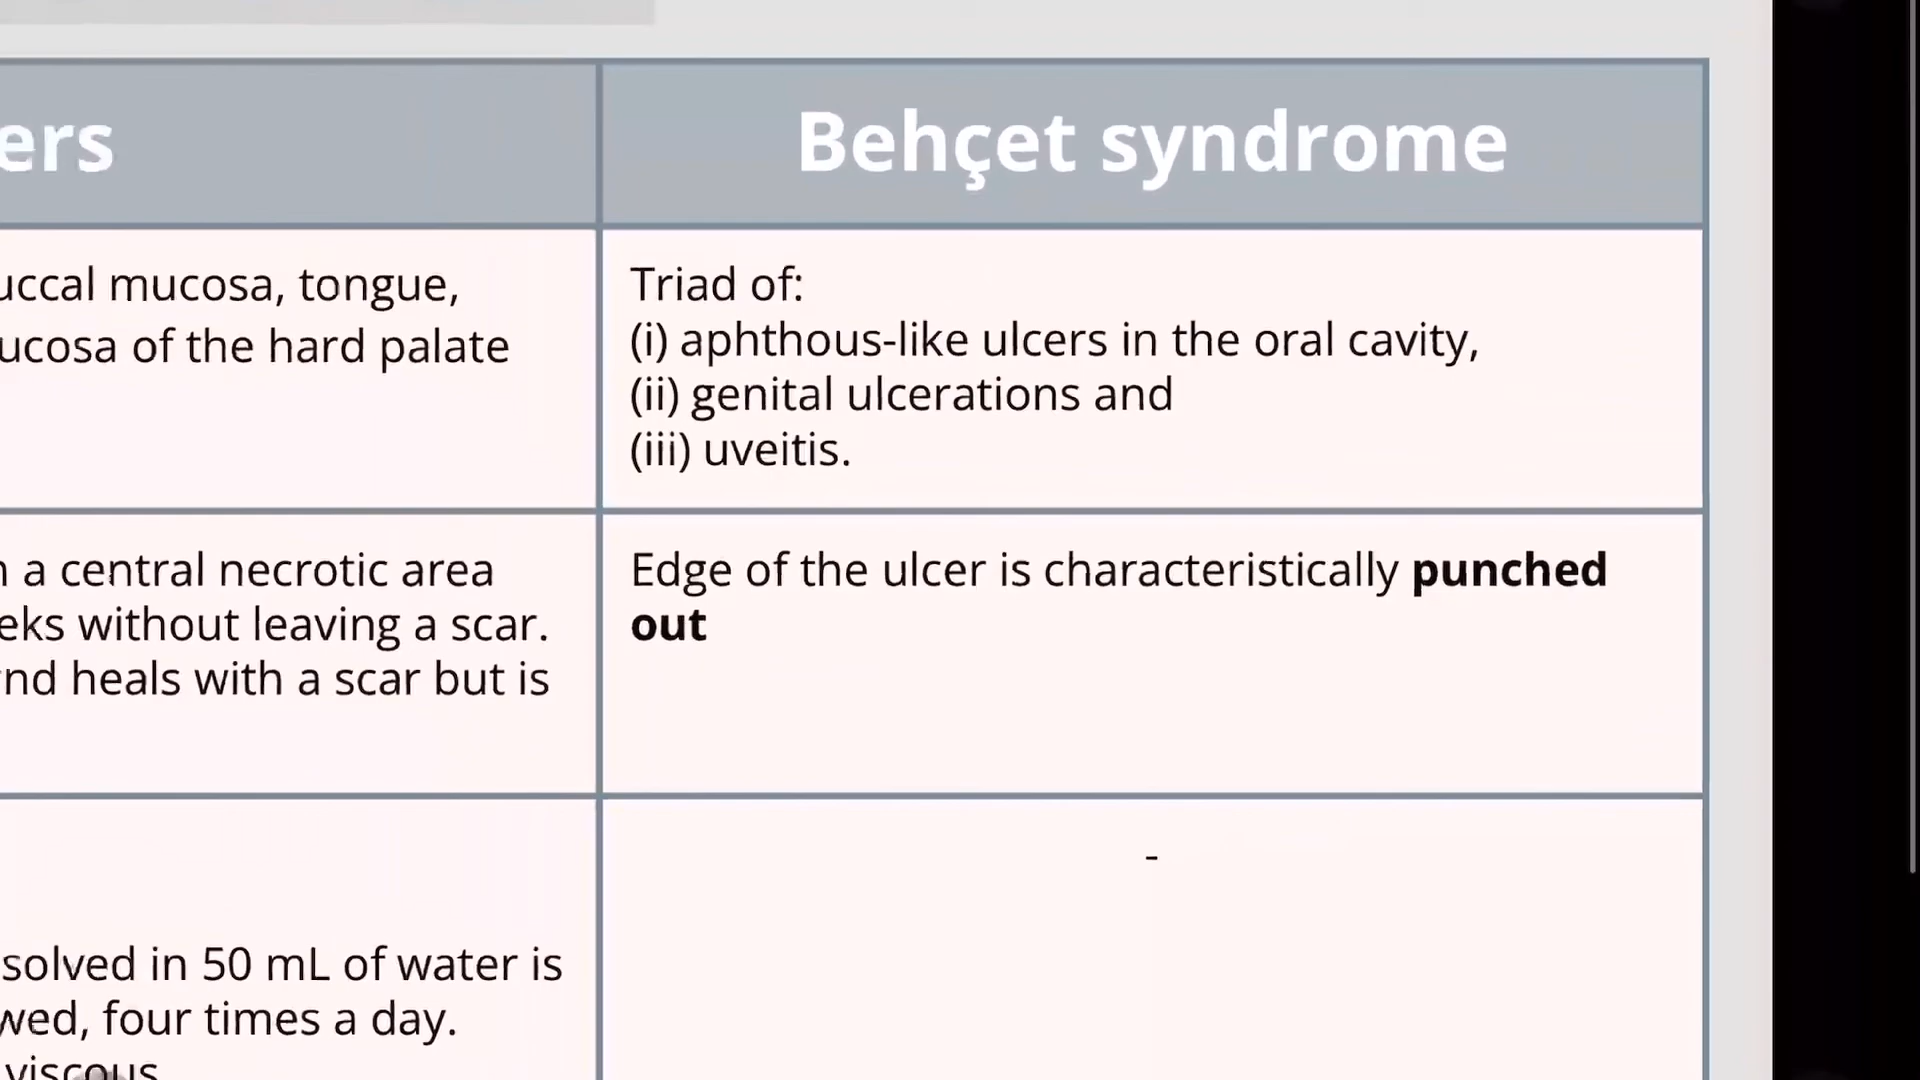 ers
Behçet syndrome
uccal mucosa, tongue,
ucosa of the hard palate
Triad of:
(i) aphthous-like ulcers in the oral cavity,
(ii) genital ulcerations and
(iii) uveitis.
a central necrotic area
eks without leaving a scar.
nd heals with a scar but is
Edge of the ulcer is characteristically punched
out
-
solved in 50 mL of water is
wed, four times a day.
viscous